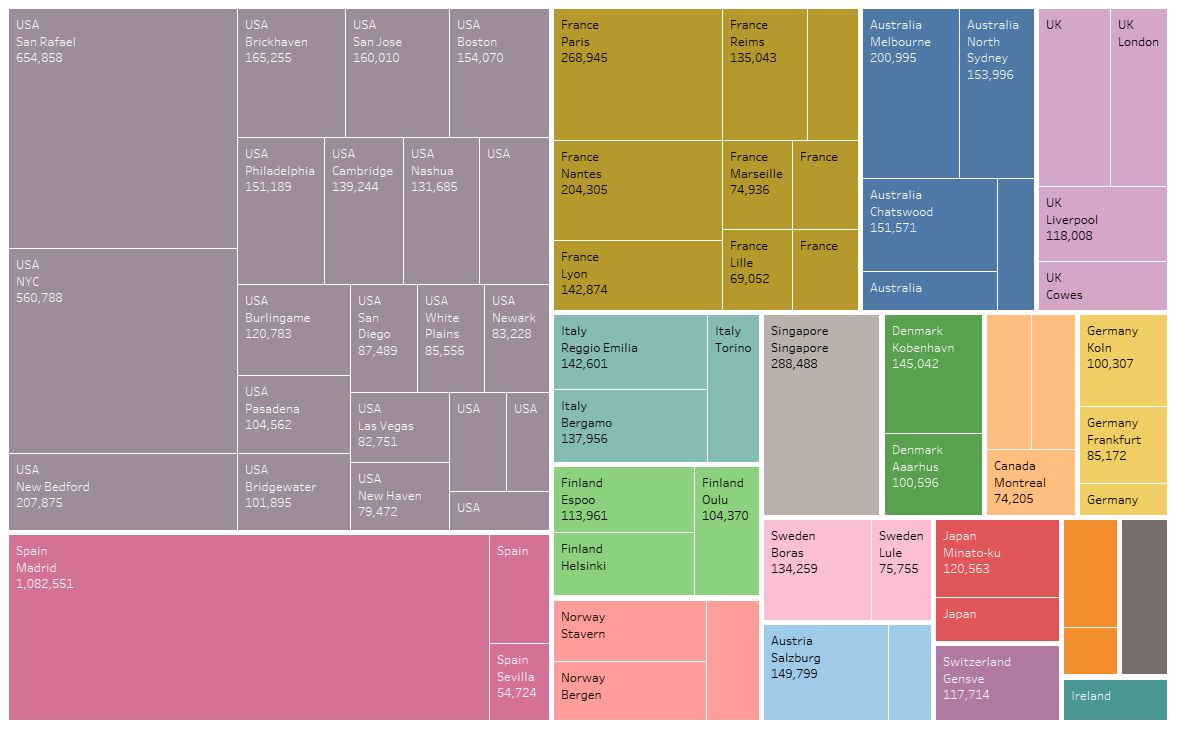 USA
San Rafael
654,858
USA
Brickhaven
165,255
USA
San Jose
160,010
USA
Boston
154,070
USA
Philadelphia
151,189
USA
Cambridge
139,244
USA
Nashua
131,685
USA
USA
NYC
560,788
USA
Burlingame
120,783
USA
San
Diego
87,489
USA
White
Plains
85,556
USA
Newark
83,228
USA
Pasadena
104,562
USA
Las Vegas
82,751
USA
USA
USA
New Bedford
207,875
USA
Bridgewater
101,895
USA
New Haven
79,472
USA
Spain
Madrid
1,082,551
Spain
Spain
Sevilla
54,724
France
Paris
268,945
France
Reims
135,043
France
Nantes
204,305
France
Marseille
74,936
France
France
Lyon
142,874
France
Lille
69,052
France
Australia
Melbourne
200,995
Australia
North
Sydney
153,996
Australia
Chatswood
151,571
Australia
UK
UK
London
UK
Liverpool
118,008
UK
Cowes
Italy
Reggio Emilia
142,601
Italy
Torino
Italy
Bergamo
137,956
Finland
Espoo
113,961
Finland
Oulu
104,370
Finland
Helsinki
Norway
Stavern
Norway
Bergen
Singapore
Singapore
288,488
Denmark
Kobenhavn
145,042
Denmark
Aaarhus
100,596
Canada
Montreal
74,205
Germany
Koln
100,307
Germany
Frankfurt
85,172
Germany
Sweden
Boras
134,259
Sweden
Lule
75,755
Japan
Minato-ku
120,563
Japan
Austria
Salzburg
149,799
Switzerland
Gensve
117,714
Ireland